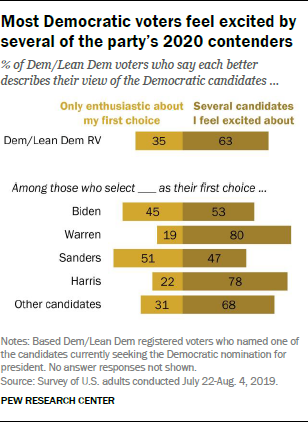 Most Democratic voters feel excited by
several of the party's 2020 contenders
% of Dem/Lean Dem voters who say each better
describes their view of the Democratic candidates ...
Only enthusiastic about
my first choice
Several candidates
I feel excited about
Dem/Lean Dem RV 35 63
Among those who select ___ as their first choice ...
Biden 45 53
Warren 19 80
Sanders 51 47
Harris 22 78
Other candidates 31 68
Notes: Based Dem/Lean Dem registered voters who named one of
the candidates currently seeking the Democratic nomination for
president. No answer responses not shown.
Source: Survey of U.S. adults conducted July 22-Aug. 4, 2019.
PEW RESEARCH CENTER